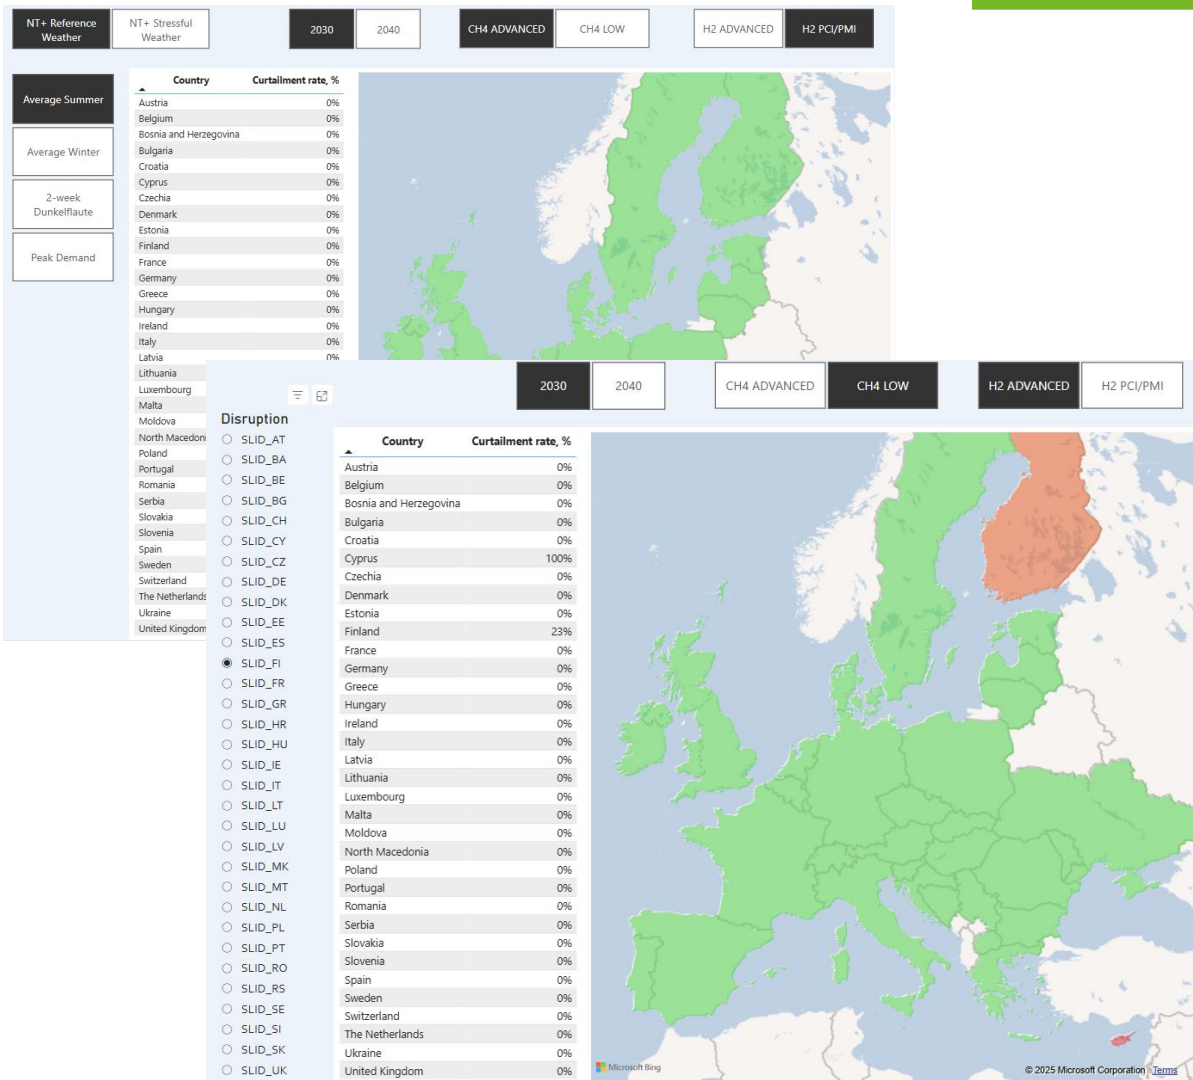 NT+ Reference Weather
NT+ Stressful Weather
2030
2040
CH4 ADVANCED
CH4 LOW
H2 ADVANCED
H2 PCI/PMI
Average Summer
Average Winter
2-week Dunkelflaute
Peak Demand
Country Curtailment rate, %
Austria 0%
Belgium 0%
Bosnia and Herzegovina 0%
Bulgaria 0%
Croatia 0%
Cyprus 0%
Czechia 0%
Denmark 0%
Estonia 0%
Finland 0%
France 0%
Germany 0%
Greece 0%
Hungary 0%
Ireland 0%
Italy 0%
Latvia 0%
Lithuania
Luxembourg
Malta
Moldova
North Macedoni
Poland
Portugal
Romania
Serbia
Slovakia
Slovenia
Spain
Sweden
Switzerland
The Netherlands
Ukraine
United Kingdom
2030
2040
CH4 ADVANCED
CH4 LOW
H2 ADVANCED
H2 PCI/PMI
Disruption
SLID_AT
SLID_BA
SLID_BE
SLID_BG
SLID_CH
SLID_CY
SLID_CZ
SLID_DE
SLID_DK
SLID_EE
SLID_ES
SLID_FI
SLID_FR
SLID_GR
SLID_HR
SLID_HU
SLID_IE
SLID_IT
SLID_LT
SLID_LU
SLID_LV
SLID_MK
SLID_MT
SLID_NL
SLID_PL
SLID_PT
SLID_RO
SLID_RS
SLID_SE
SLID_SI
SLID_SK
SLID_UK
Country Curtailment rate, %
Austria 0%
Belgium 0%
Bosnia and Herzegovina 0%
Bulgaria 0%
Croatia 0%
Cyprus 100%
Czechia 0%
Denmark 0%
Estonia 0%
Finland 23%
France 0%
Germany 0%
Greece 0%
Hungary 0%
Ireland 0%
Italy 0%
Latvia 0%
Lithuania 0%
Luxembourg 0%
Malta 0%
Moldova 0%
North Macedonia 0%
Poland 0%
Portugal 0%
Romania 0%
Serbia 0%
Slovakia 0%
Slovenia 0%
Spain 0%
Sweden 0%
Switzerland 0%
The Netherlands 0%
Ukraine 0%
United Kingdom 0%
Microsoft Bing
© 2025 Microsoft Corporation Terms